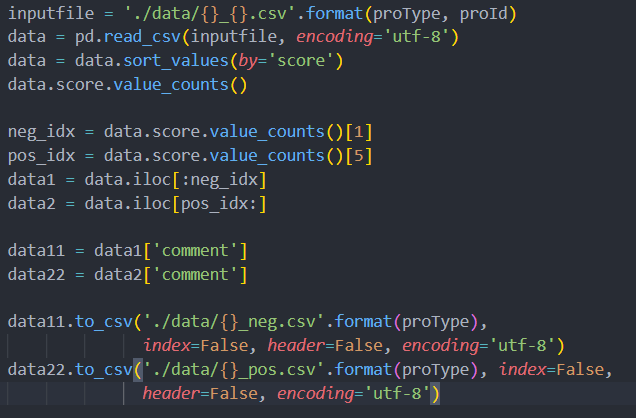 inputfile = './data/{}_{}.csv'.format(proType, proId)
data = pd.read_csv(inputfile, encoding='utf-8')
data = data.sort_values(by='score')
data.score.value_counts()

neg_idx = data.score.value_counts()[1]
pos_idx = data.score.value_counts()[5]
data1 = data.iloc[:neg_idx]
data2 = data.iloc[pos_idx:]

data11 = data1['comment']
data22 = data2['comment']

data11.to_csv('./data/{}_neg.csv'.format(proType),
              index=False, header=False, encoding='utf-8')
data22.to_csv('./data/{}_pos.csv'.format(proType), index=False,
              header=False, encoding='utf-8')